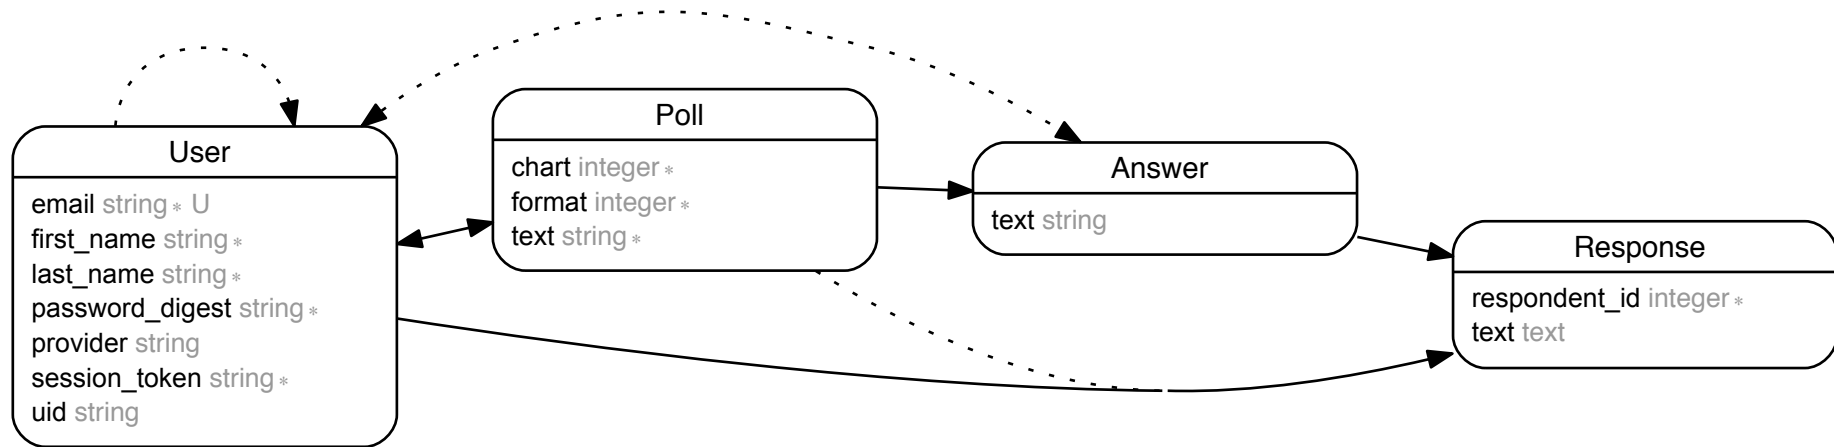 User
email string * U
first_name string *
last_name string *
password_digest string *
provider string
session_token string *
uid string
Poll
chart integer *
format integer *
text string *
Answer
text string
Response
respondent_id integer *
text text